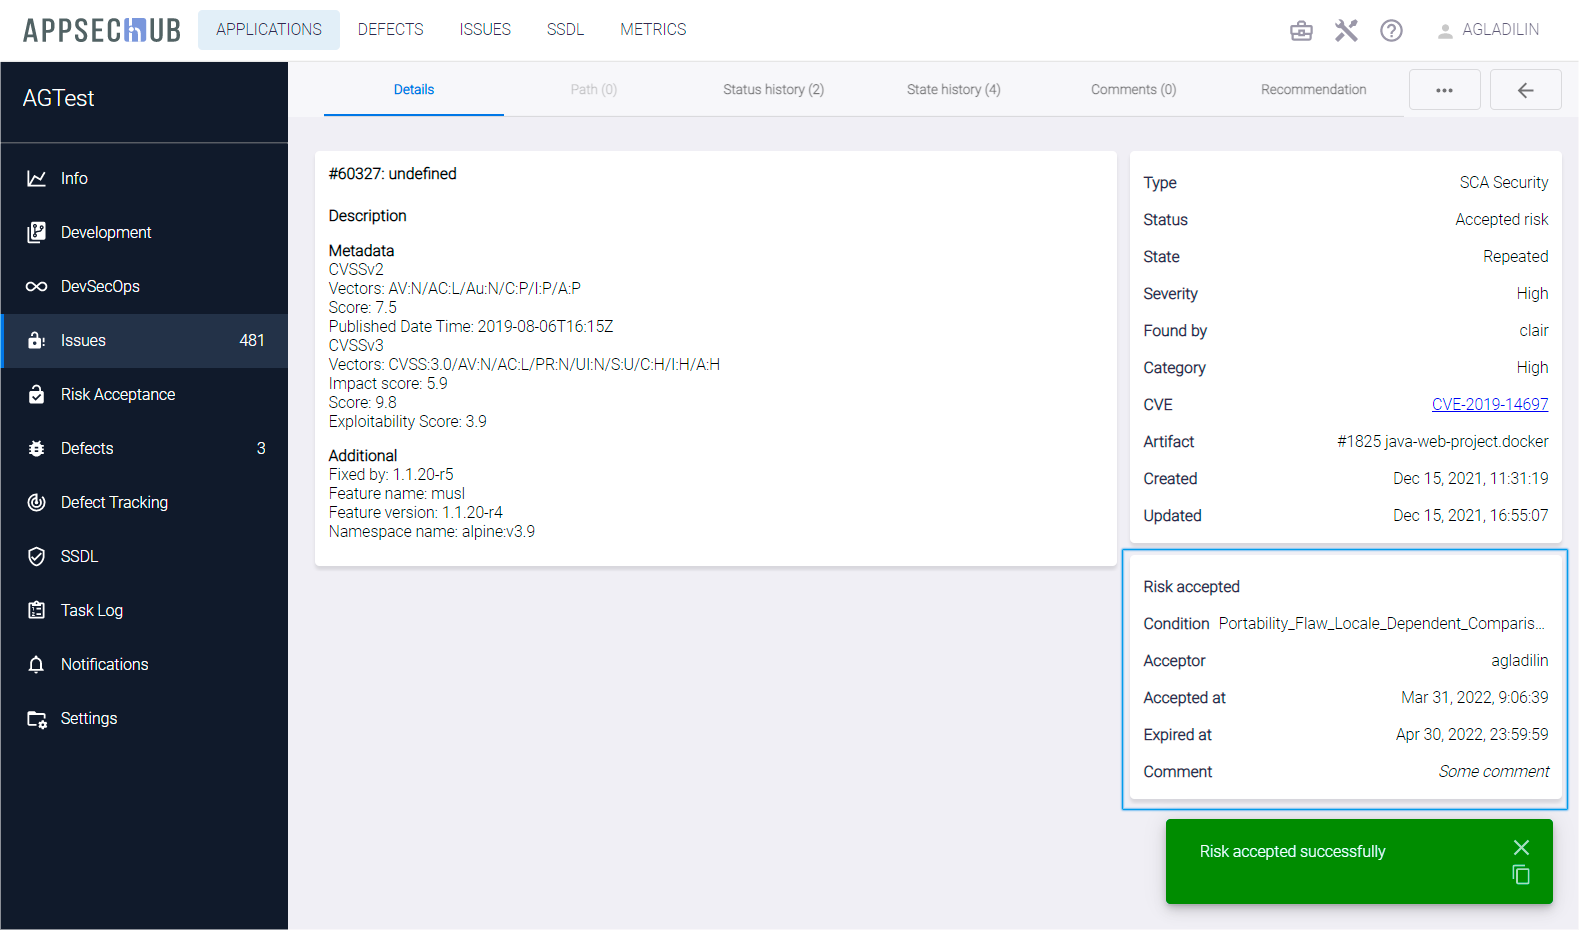 APPSECHUB
APPLICATIONS
DEFECTS
ISSUES
SSDL
METRICS
AGLADILIN
AGTest
Info
Development
DevSecOps
Issues 481
Risk Acceptance
Defects 3
Defect Tracking
SSDL
Task Log
Notifications
Settings
Details
Path (0)
Status history (2)
State history (4)
Comments (0)
Recommendation
#60327: undefined
Description
Metadata
CVSSv2
Vectors: AV:N/AC:L/Au:N/C:P/I:P/A:P
Score: 7.5
Published Date Time: 2019-08-06T16:15Z
CVSSv3
Vectors: CVSS:3.0/AV:N/AC:L/PR:N/UI:N/S:U/C:H/I:H/A:H
Impact score: 5.9
Score: 9.8
Exploitability Score: 3.9
Additional
Fixed by: 1.1.20-r5
Feature name: musl
Feature version: 1.1.20-r4
Namespace name: alpine:v3.9
Type SCA Security
Status Accepted risk
State Repeated
Severity High
Found by clair
Category High
CVE CVE-2019-14697
Artifact #1825 java-web-project.docker
Created Dec 15, 2021, 11:31:19
Updated Dec 15, 2021, 16:55:07
Risk accepted
Condition Portability_Flaw_Locale_Dependent_Comparis...
Acceptor agladilin
Accepted at Mar 31, 2022, 9:06:39
Expired at Apr 30, 2022, 23:59:59
Comment Some comment
Risk accepted successfully